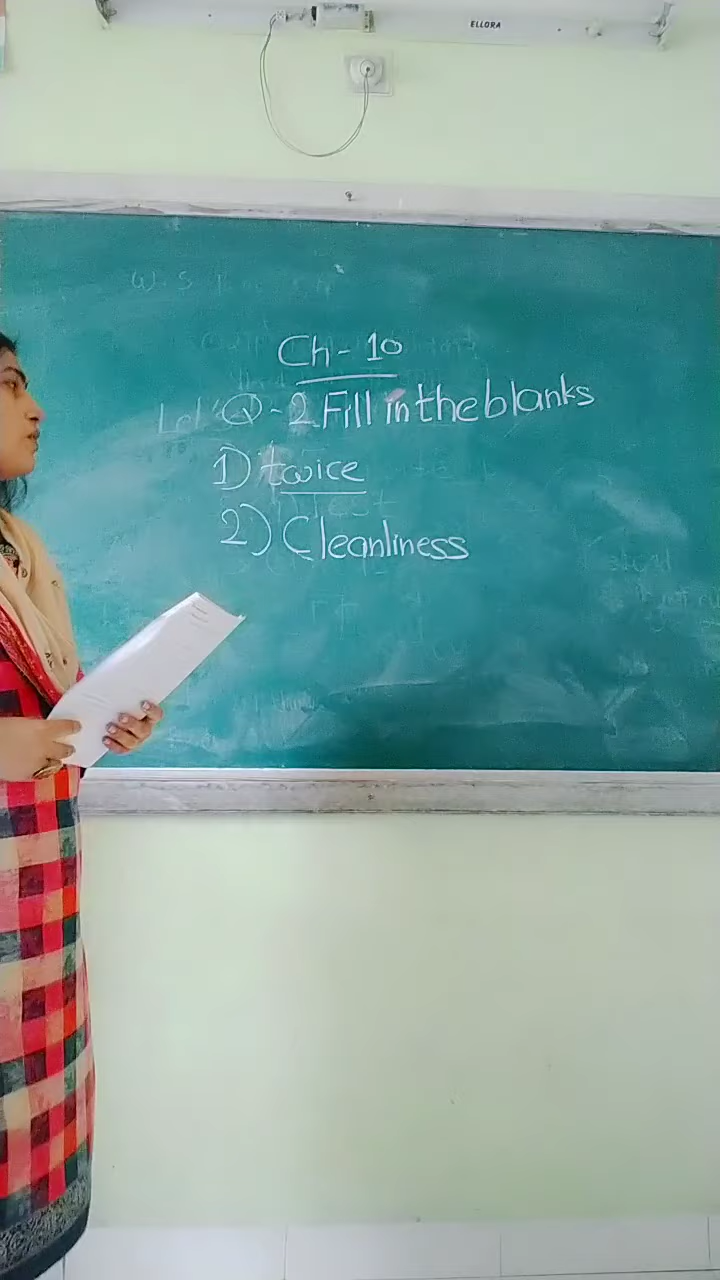 ELLORA
Ch - 10
Q - 2 Fill in the blanks
1) twice
2) Cleanliness